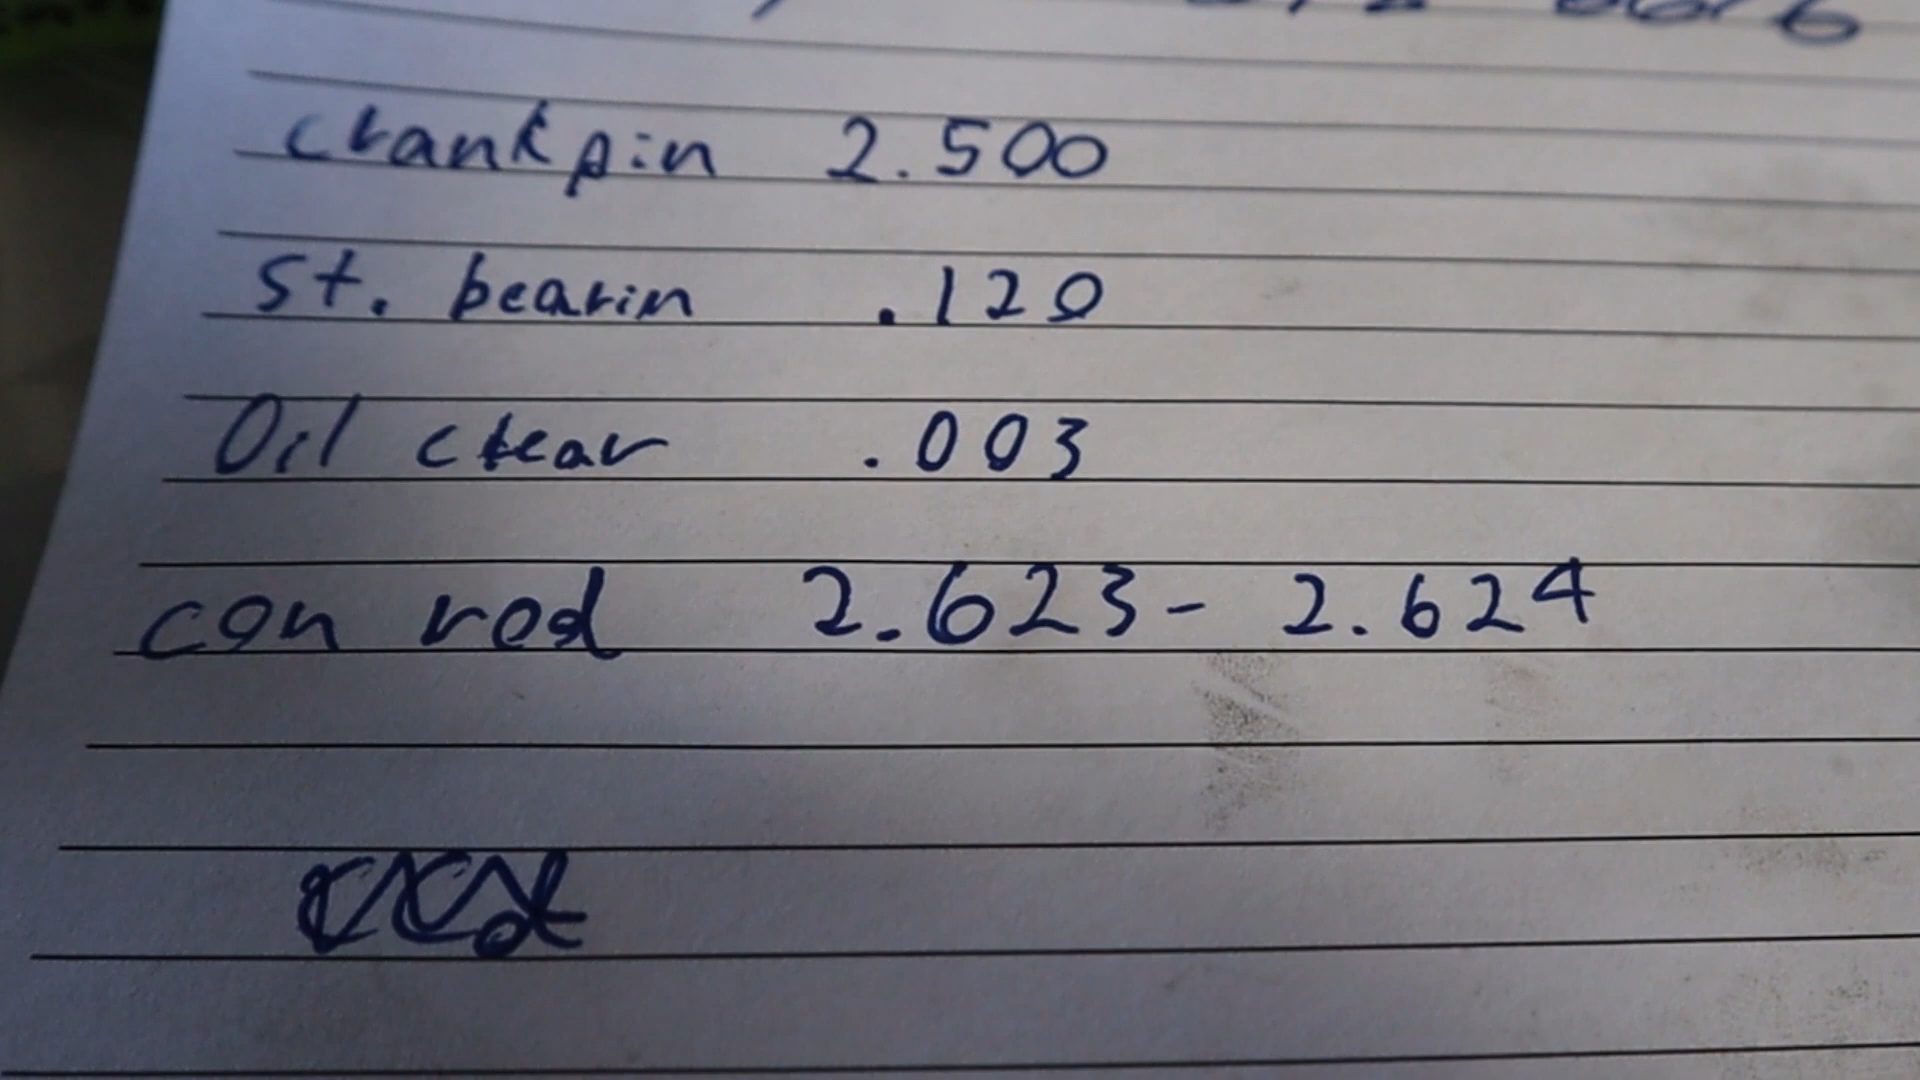 crankpin 2.500
st. bearin .120
Oil clear .003
con rod 2.623- 2.624